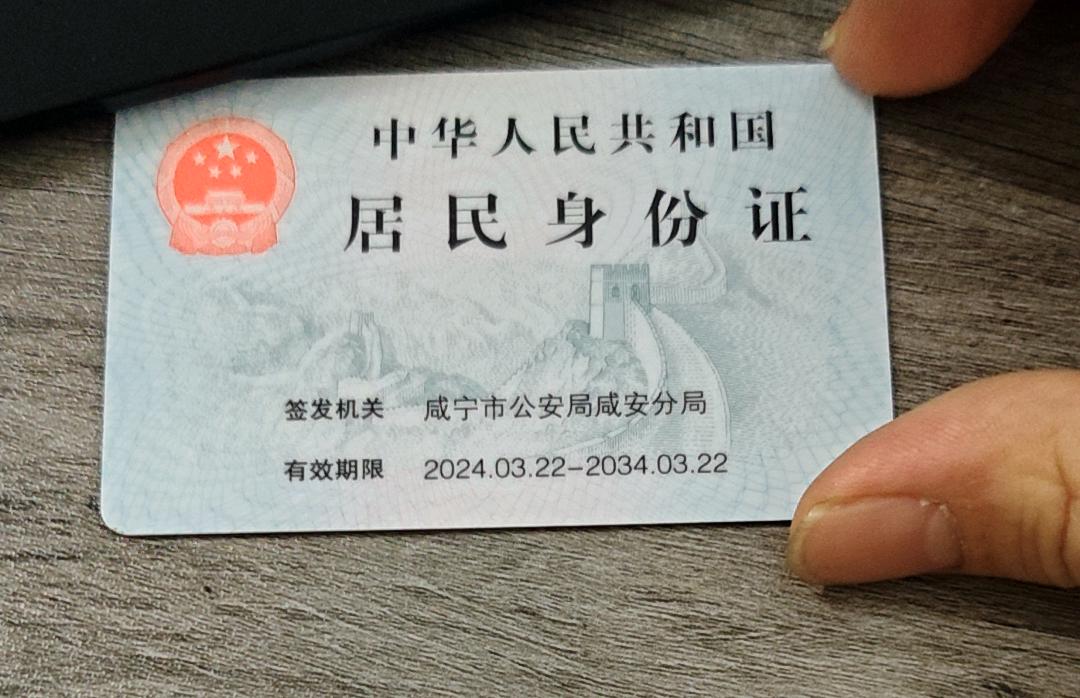 中华人民共和国
居民身份证
签发机关 咸宁市公安局咸安分局
有效期限 2024.03.22-2034.03.22